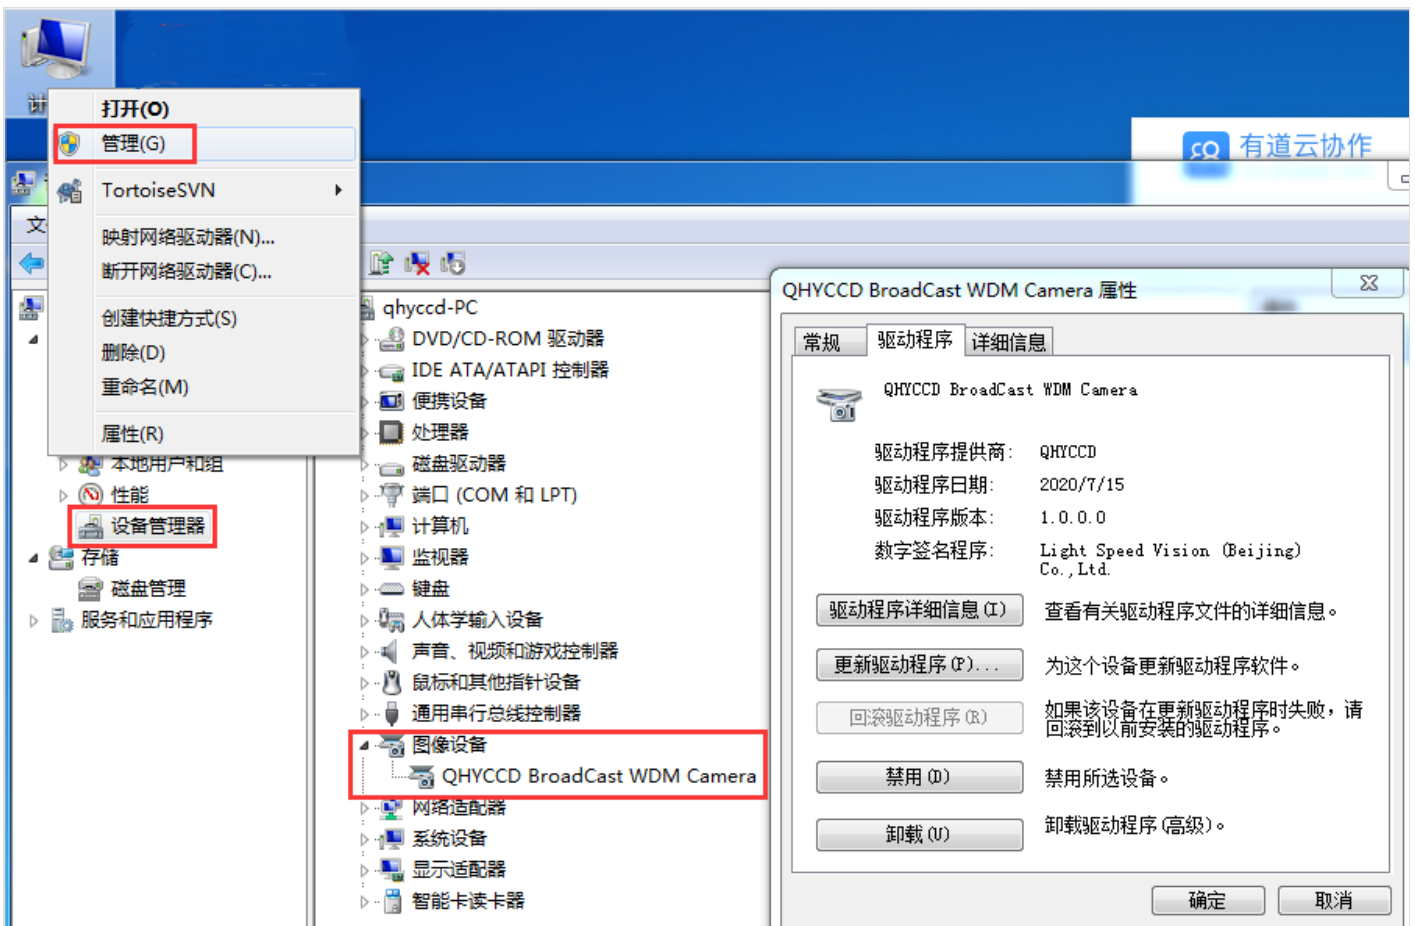 计
打开(O)
管理(G)
TortoiseSVN
映射网络驱动器(N)...
断开网络驱动器(C)...
创建快捷方式(S)
删除(D)
重命名(M)
属性(R)
有道云协作
文
本地用户和组
性能
设备管理器
存储
磁盘管理
服务和应用程序
qhyccd-PC
DVD/CD-ROM 驱动器
IDE ATA/ATAPI 控制器
便携设备
处理器
磁盘驱动器
端口 (COM 和 LPT)
计算机
监视器
键盘
人体学输入设备
声音、视频和游戏控制器
鼠标和其他指针设备
通用串行总线控制器
图像设备
QHYCCD BroadCast WDM Camera
网络适配器
系统设备
显示适配器
智能卡读卡器
QHYCCD BroadCast WDM Camera 属性
常规 驱动程序 详细信息
QHYCCD BroadCast WDM Camera
驱动程序提供商: QHYCCD
驱动程序日期: 2020/7/15
驱动程序版本: 1.0.0.0
数字签名程序: Light Speed Vision (Beijing)
Co.,Ltd.
驱动程序详细信息(I) 查看有关驱动程序文件的详细信息。
更新驱动程序(P)... 为这个设备更新驱动程序软件。
回滚驱动程序(R) 如果该设备在更新驱动程序时失败，请
回滚到以前安装的驱动程序。
禁用(D) 禁用所选设备。
卸载(U) 卸载驱动程序(高级)。
确定 取消